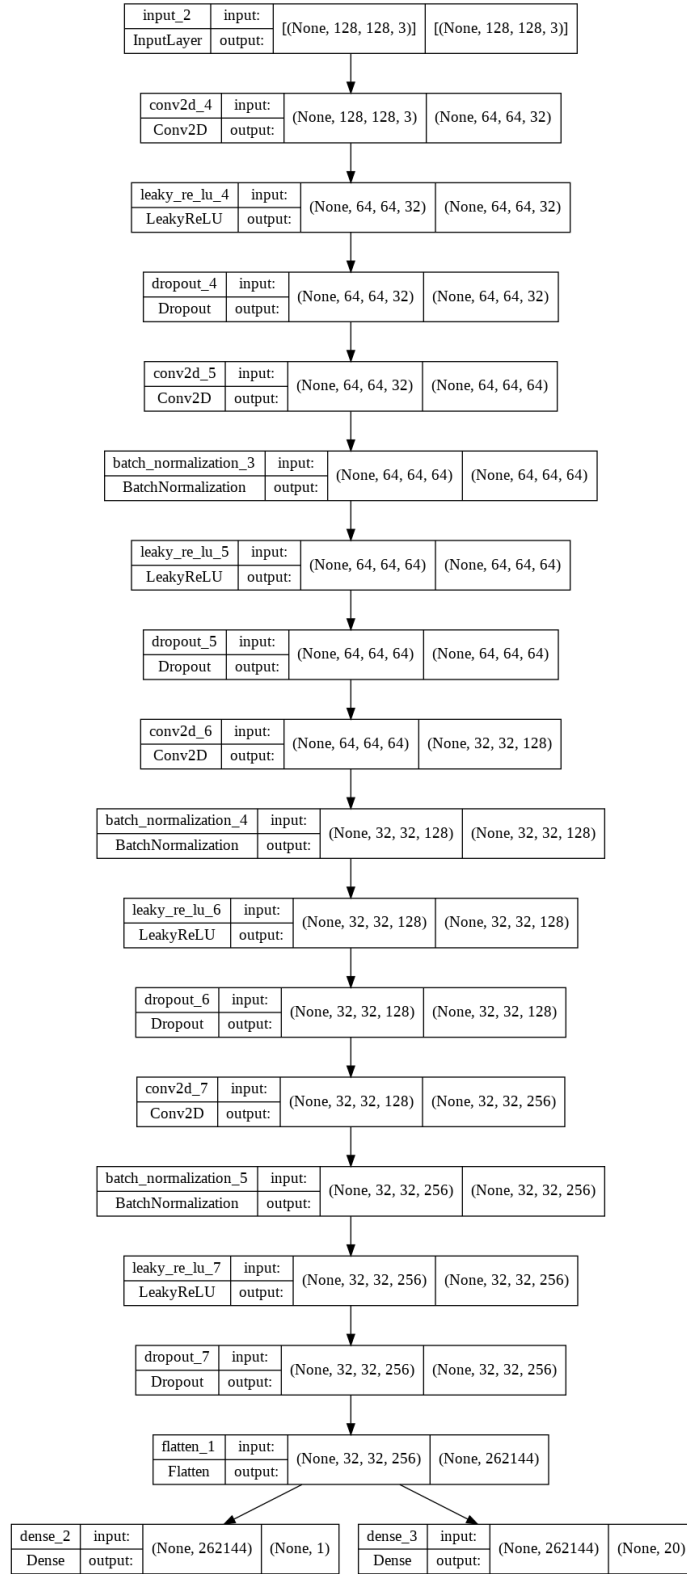 input_2 input: [(None, 128, 128, 3)] [(None, 128, 128, 3)]
InputLayer output:
conv2d_4 input: (None, 128, 128, 3) (None, 64, 64, 32)
Conv2D output:
leaky_re_lu_4 input: (None, 64, 64, 32) (None, 64, 64, 32)
LeakyReLU output:
dropout_4 input: (None, 64, 64, 32) (None, 64, 64, 32)
Dropout output:
conv2d_5 input: (None, 64, 64, 32) (None, 64, 64, 64)
Conv2D output:
batch_normalization_3 input: (None, 64, 64, 64) (None, 64, 64, 64)
BatchNormalization output:
leaky_re_lu_5 input: (None, 64, 64, 64) (None, 64, 64, 64)
LeakyReLU output:
dropout_5 input: (None, 64, 64, 64) (None, 64, 64, 64)
Dropout output:
conv2d_6 input: (None, 64, 64, 64) (None, 32, 32, 128)
Conv2D output:
batch_normalization_4 input: (None, 32, 32, 128) (None, 32, 32, 128)
BatchNormalization output:
leaky_re_lu_6 input: (None, 32, 32, 128) (None, 32, 32, 128)
LeakyReLU output:
dropout_6 input: (None, 32, 32, 128) (None, 32, 32, 128)
Dropout output:
conv2d_7 input: (None, 32, 32, 128) (None, 32, 32, 256)
Conv2D output:
batch_normalization_5 input: (None, 32, 32, 256) (None, 32, 32, 256)
BatchNormalization output:
leaky_re_lu_7 input: (None, 32, 32, 256) (None, 32, 32, 256)
LeakyReLU output:
dropout_7 input: (None, 32, 32, 256) (None, 32, 32, 256)
Dropout output:
flatten_1 input: (None, 32, 32, 256) (None, 262144)
Flatten output:
dense_2 input: (None, 262144) (None, 1)
Dense output:
dense_3 input: (None, 262144) (None, 20)
Dense output: